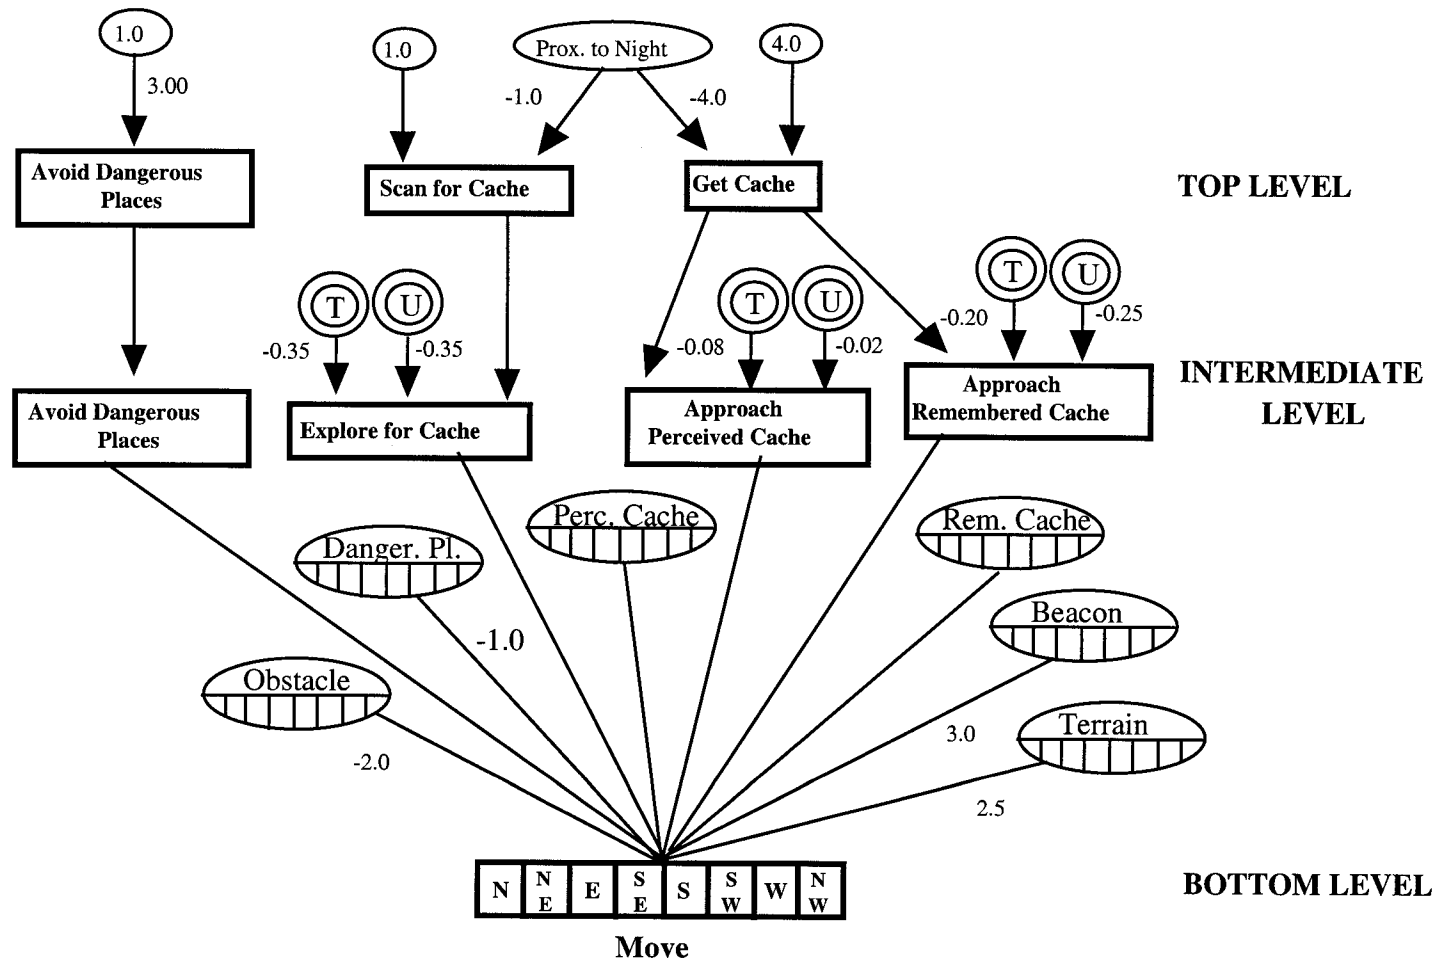 1.0
1.0
Prox. to Night
4.0
3.00
-1.0
-4.0
Avoid Dangerous
Places
Scan for Cache
Get Cache
TOP LEVEL
T
U
T
U
T
U
-0.35
-0.35
-0.08
-0.02
-0.20
-0.25
Avoid Dangerous
Places
Explore for Cache
Approach
Perceived Cache
Approach
Remembered Cache
INTERMEDIATE
LEVEL
Perc. Cache
Rem. Cache
Danger. Pl.
Beacon
-1.0
Obstacle
Terrain
3.0
-2.0
2.5
N
N
E
E
S
E
S
S
W
W
N
W
BOTTOM LEVEL
Move